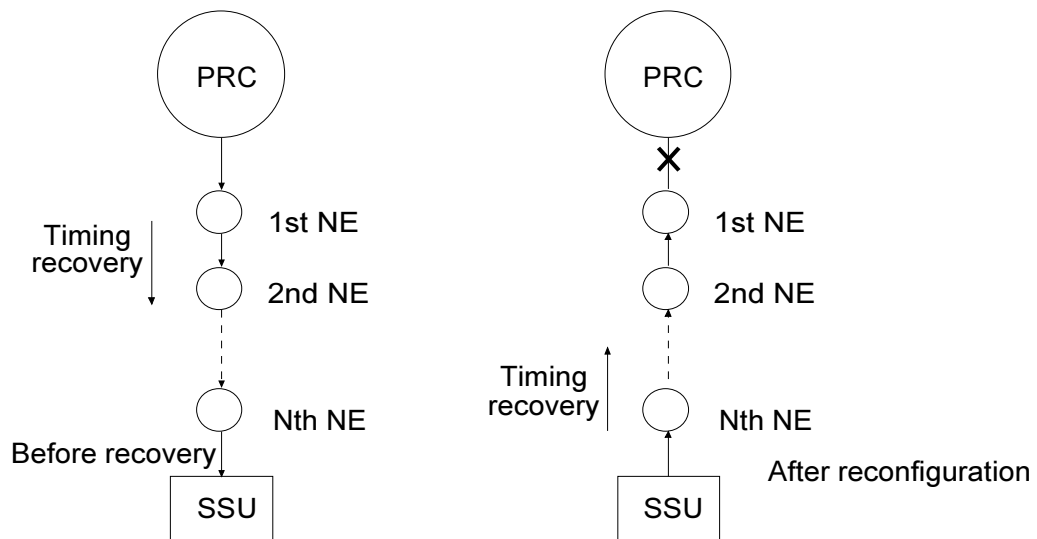 PRC
1st NE
Timing
recovery
2nd NE
Nth NE
Before recovery
SSU
PRC
1st NE
2nd NE
Timing
recovery
Nth NE
After reconfiguration
SSU